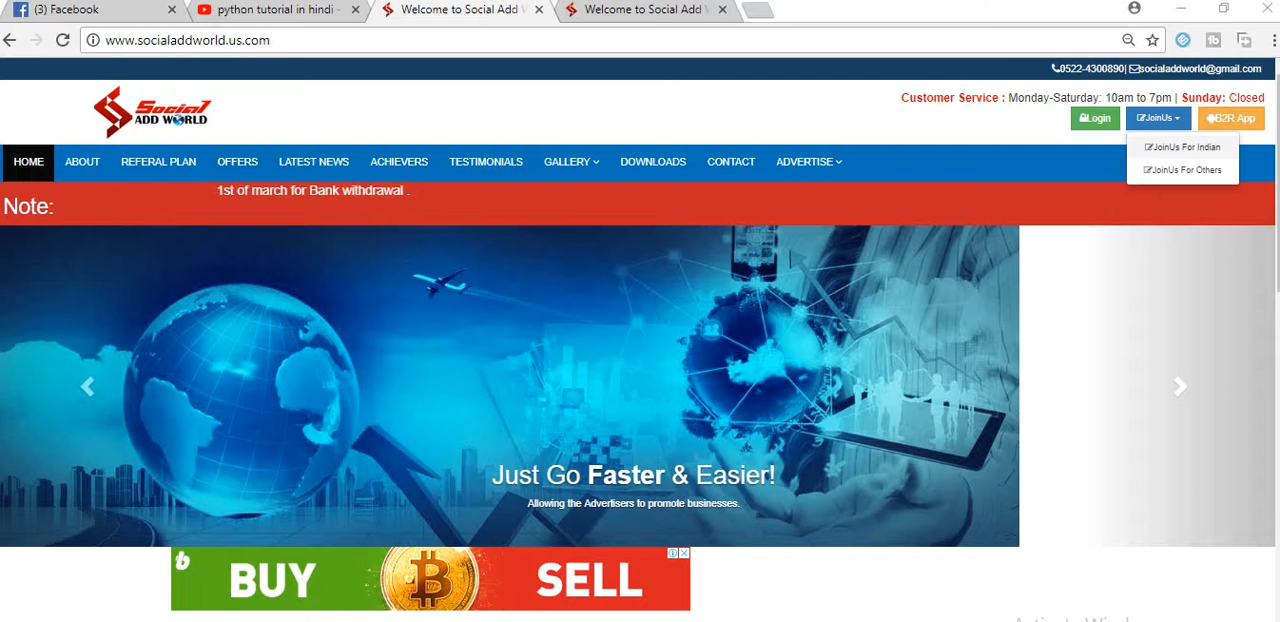 (3) Facebook
python tutorial in hindi -
Welcome to Social Add
Welcome to Social Add
www.socialaddworld.us.com
0522-4300890| socialaddworld@gmail.com
Customer Service : Monday-Saturday: 10am to 7pm | Sunday: Closed
Social
ADD WORLD
Login
JoinUs
B2R App
JoinUs For Indian
JoinUs For Others
HOME ABOUT REFERAL PLAN OFFERS LATEST NEWS ACHIEVERS TESTIMONIALS GALLERY DOWNLOADS CONTACT ADVERTISE
1st of march for Bank withdrawal .
Note:
Just Go Faster & Easier!
Allowing the Advertisers to promote businesses.
BUY SELL